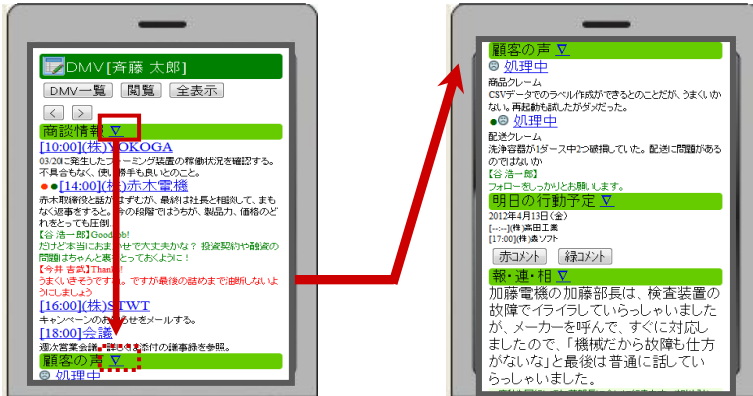 DMV[斉藤 太郎]
DMV一覧 閲覧 全表示
< >
商談情報 ▽
[10:00](株)YOKOGA
03/20に発生したフォーミング装置の稼働状況を確認する。
不具合もなく、使い勝手も良いとのこと。
●●[14:00](株)赤木電機
赤木取締役と話がはずむが、最終は社長と相談して、まも
なく返事をすると。今の段階ではうちが、製品力、価格のど
れをとっても圧倒
【谷 浩一郎】Good Job!
だけど本当におまかせで大丈夫かな? 投資契約や融資の
問題はちゃんと裏をとっておくように!
【今井 吉武】Thank
うまくいきそうですね。ですが最後の詰めまで油断しないよ
うにしましょう
[16:00](株)STWT
キャンペーンのお知らせをメールする。
[18:00]会議
週次営業会議。詳しくは添付の議事録を参照。
顧客の声 ▽
処理中
顧客の声 ▽
処理中
商品クレーム
CSVデータでのラベル作成ができるとのことだが、うまくいか
ない。再起動も試したがダメだった。
●処理中
配送クレーム
洗浄容器が1ダース中2つ破損していた。配送に問題がある
のではないか
【谷 浩一郎】
フォローをしっかりとお願いします。
明日の行動予定 ▽
2012年4月13日(金)
[--:--](株)高田工業
[17:00](株)森ソフト
赤コメント 緑コメント
報・連・相 ▽
加藤電機の加藤部長は、検査装置の
故障でイライラしていらっしゃいました
が、メーカーを呼んで、すぐに対応し
ましたので、「機械だから故障も仕方
がないな」と最後は普通に話してい
らっしゃいました。